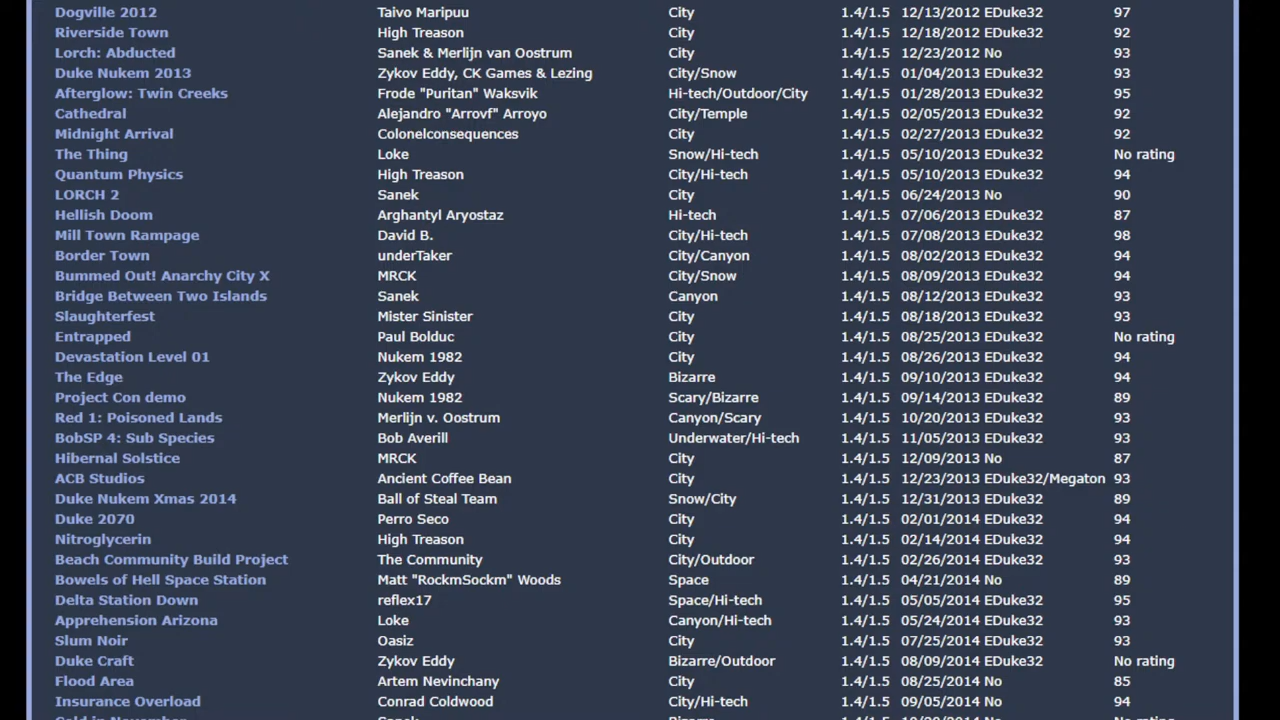 Dogville 2012 Taivo Maripuu City 1.4/1.5 12/13/2012 EDuke32 97
Riverside Town High Treason City 1.4/1.5 12/18/2012 EDuke32 92
Lorch: Abducted Sanek & Merlijn van Oostrum City 1.4/1.5 12/23/2012 No 93
Duke Nukem 2013 Zykov Eddy, CK Games & Lezing City/Snow 1.4/1.5 01/04/2013 EDuke32 93
Afterglow: Twin Creeks Frode "Puritan" Waksvik Hi-tech/Outdoor/City 1.4/1.5 01/28/2013 EDuke32 95
Cathedral Alejandro "Arrovf" Arroyo City/Temple 1.4/1.5 02/05/2013 EDuke32 92
Midnight Arrival Colonelconsequences City 1.4/1.5 02/27/2013 EDuke32 92
The Thing Loke Snow/Hi-tech 1.4/1.5 05/10/2013 EDuke32 No rating
Quantum Physics High Treason City/Hi-tech 1.4/1.5 05/10/2013 EDuke32 94
LORCH 2 Sanek City 1.4/1.5 06/24/2013 No 90
Hellish Doom Arghantyl Aryostaz Hi-tech 1.4/1.5 07/06/2013 EDuke32 87
Mill Town Rampage David B. City/Hi-tech 1.4/1.5 07/08/2013 EDuke32 98
Border Town underTaker City/Canyon 1.4/1.5 08/02/2013 EDuke32 94
Bummed Out! Anarchy City X MRCK City/Snow 1.4/1.5 08/09/2013 EDuke32 94
Bridge Between Two Islands Sanek Canyon 1.4/1.5 08/12/2013 EDuke32 93
Slaughterfest Mister Sinister City 1.4/1.5 08/18/2013 EDuke32 93
Entrapped Paul Bolduc City 1.4/1.5 08/25/2013 EDuke32 No rating
Devastation Level 01 Nukem 1982 City 1.4/1.5 08/26/2013 EDuke32 94
The Edge Zykov Eddy Bizarre 1.4/1.5 09/10/2013 EDuke32 94
Project Con demo Nukem 1982 Scary/Bizarre 1.4/1.5 09/14/2013 EDuke32 89
Red 1: Poisoned Lands Merlijn v. Oostrum Canyon/Scary 1.4/1.5 10/20/2013 EDuke32 93
BobSP 4: Sub Species Bob Averill Underwater/Hi-tech 1.4/1.5 11/05/2013 EDuke32 93
Hibernal Solstice MRCK City 1.4/1.5 12/09/2013 No 87
ACB Studios Ancient Coffee Bean City 1.4/1.5 12/23/2013 EDuke32/Megaton 93
Duke Nukem Xmas 2014 Ball of Steal Team Snow/City 1.4/1.5 12/31/2013 EDuke32 89
Duke 2070 Perro Seco City 1.4/1.5 02/01/2014 EDuke32 94
Nitroglycerin High Treason City 1.4/1.5 02/14/2014 EDuke32 94
Beach Community Build Project The Community City/Outdoor 1.4/1.5 02/26/2014 EDuke32 93
Bowels of Hell Space Station Matt "RockmSockm" Woods Space 1.4/1.5 04/21/2014 No 89
Delta Station Down reflex17 Space/Hi-tech 1.4/1.5 05/05/2014 EDuke32 95
Apprehension Arizona Loke Canyon/Hi-tech 1.4/1.5 05/24/2014 EDuke32 93
Slum Noir Oasiz City 1.4/1.5 07/25/2014 EDuke32 93
Duke Craft Zykov Eddy Bizarre/Outdoor 1.4/1.5 08/09/2014 EDuke32 No rating
Flood Area Artem Nevinchany City 1.4/1.5 08/25/2014 No 85
Insurance Overload Conrad Coldwood City/Hi-tech 1.4/1.5 09/05/2014 No 94